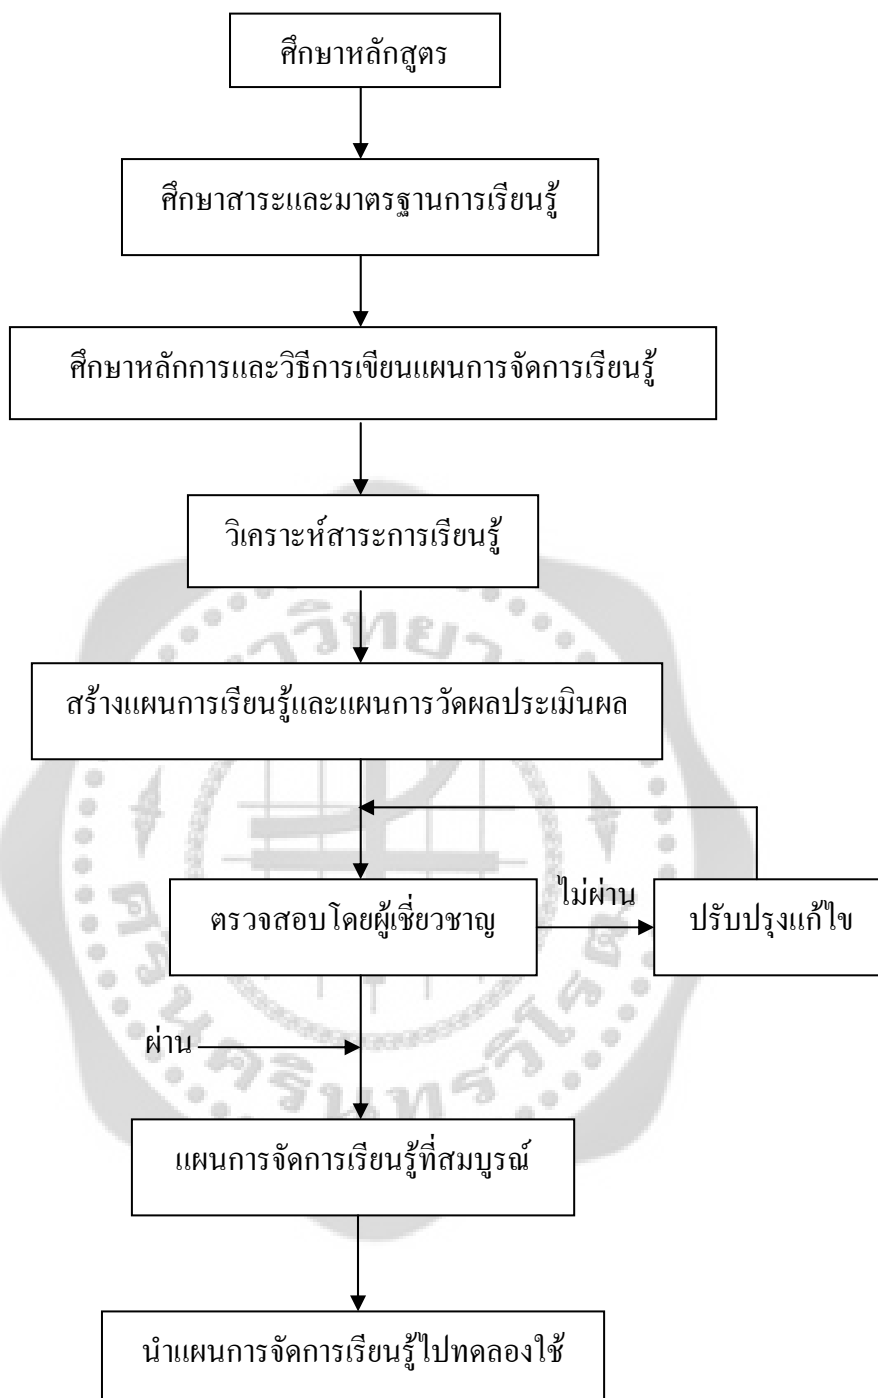 ศึกษาหลักสูตร
ศึกษาสาระและมาตรฐานการเรียนรู้
ศึกษาหลักการและวิธีการเขียนแผนการจัดการเรียนรู้
วิเคราะห์สาระการเรียนรู้
สร้างแผนการเรียนรู้และแผนการวัดผลประเมินผล
ตรวจสอบโดยผู้เชี่ยวชาญ
ไม่ผ่าน
ปรับปรุงแก้ไข
ผ่าน
แผนการจัดการเรียนรู้ที่สมบูรณ์
นำแผนการจัดการเรียนรู้ไปทดลองใช้